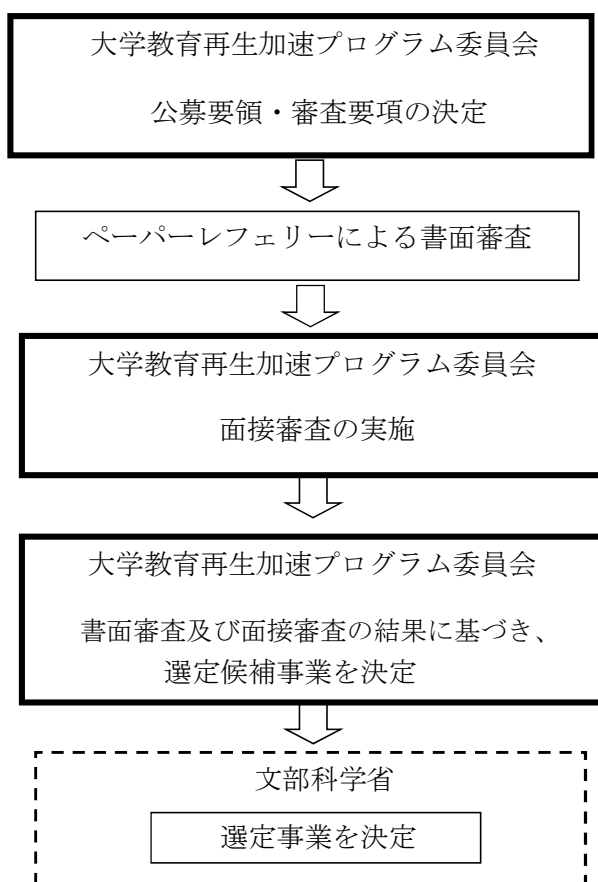 大学教育再生加速プログラム委員会
公募要領・審査要項の決定
ペーパーレフェリーによる書面審査
大学教育再生加速プログラム委員会
面接審査の実施
大学教育再生加速プログラム委員会
書面審査及び面接審査の結果に基づき、
選定候補事業を決定
文部科学省
選定事業を決定